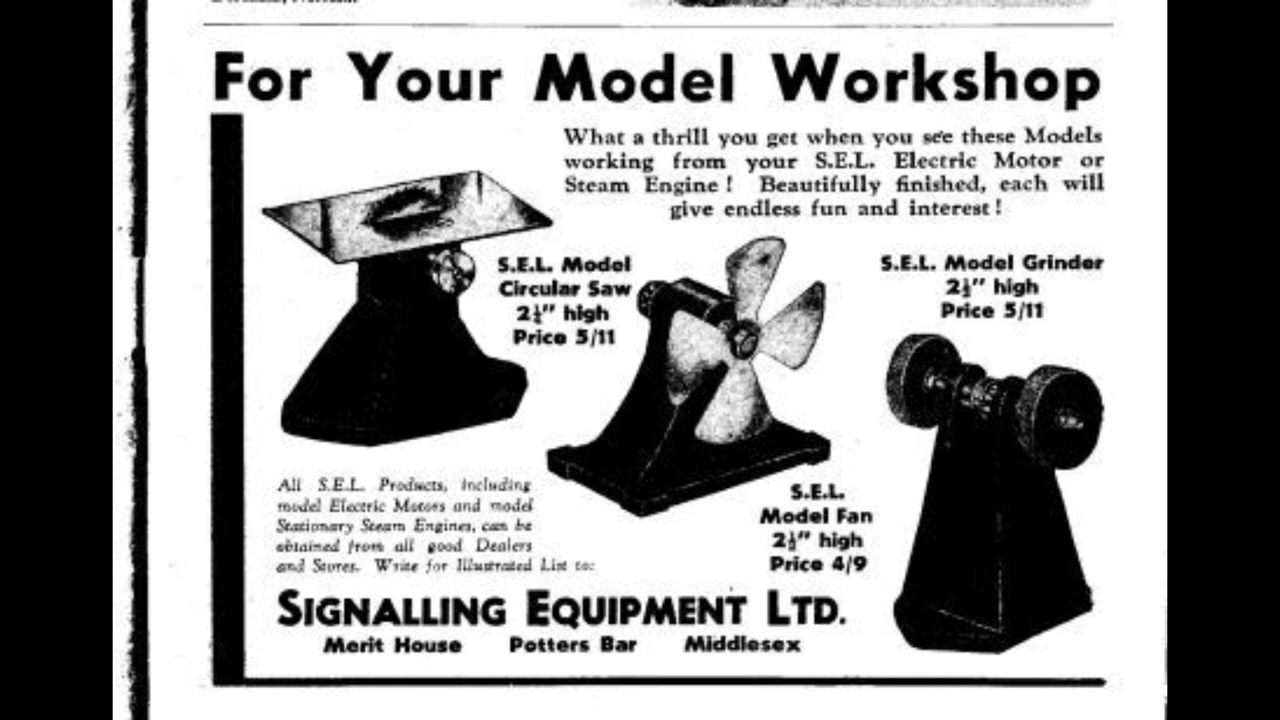 For Your Model Workshop
What a thrill you get when you see these Models
working from your S.E.L. Electric Motor or
Steam Engine! Beautifully finished, each will
give endless fun and interest!
S.E.L. Model
Circular Saw
2½" high
Price 5/11
S.E.L. Model Grinder
2½" high
Price 5/11
S.E.L.
Model Fan
2½" high
Price 4/9
All S.E.L. Products, including
model Electric Motors and model
Stationary Steam Engines, can be
obtained from all good Dealers
and Stores. Write for Illustrated List to:
SIGNALLING EQUIPMENT LTD.
Merit House Potters Bar Middlesex